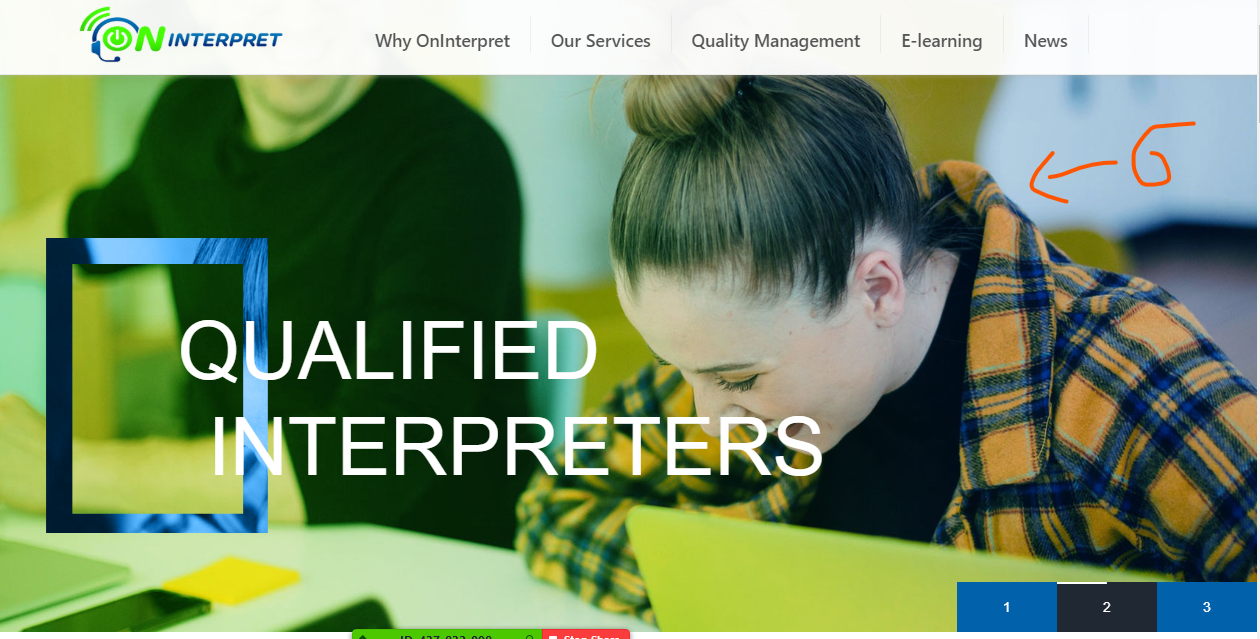 ON INTERPRET
Why OnInterpret
Our Services
Quality Management
E-learning
News
6
QUALIFIED
INTERPRETERS
1
2
3